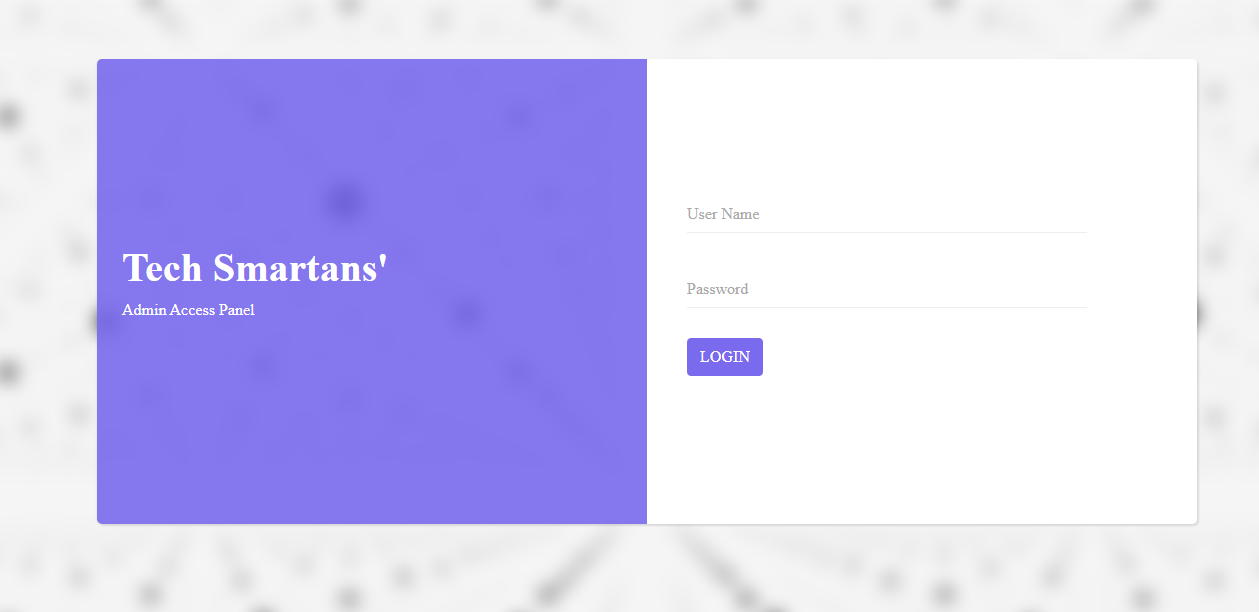 Tech Smartans'
Admin Access Panel
User Name
Password
LOGIN